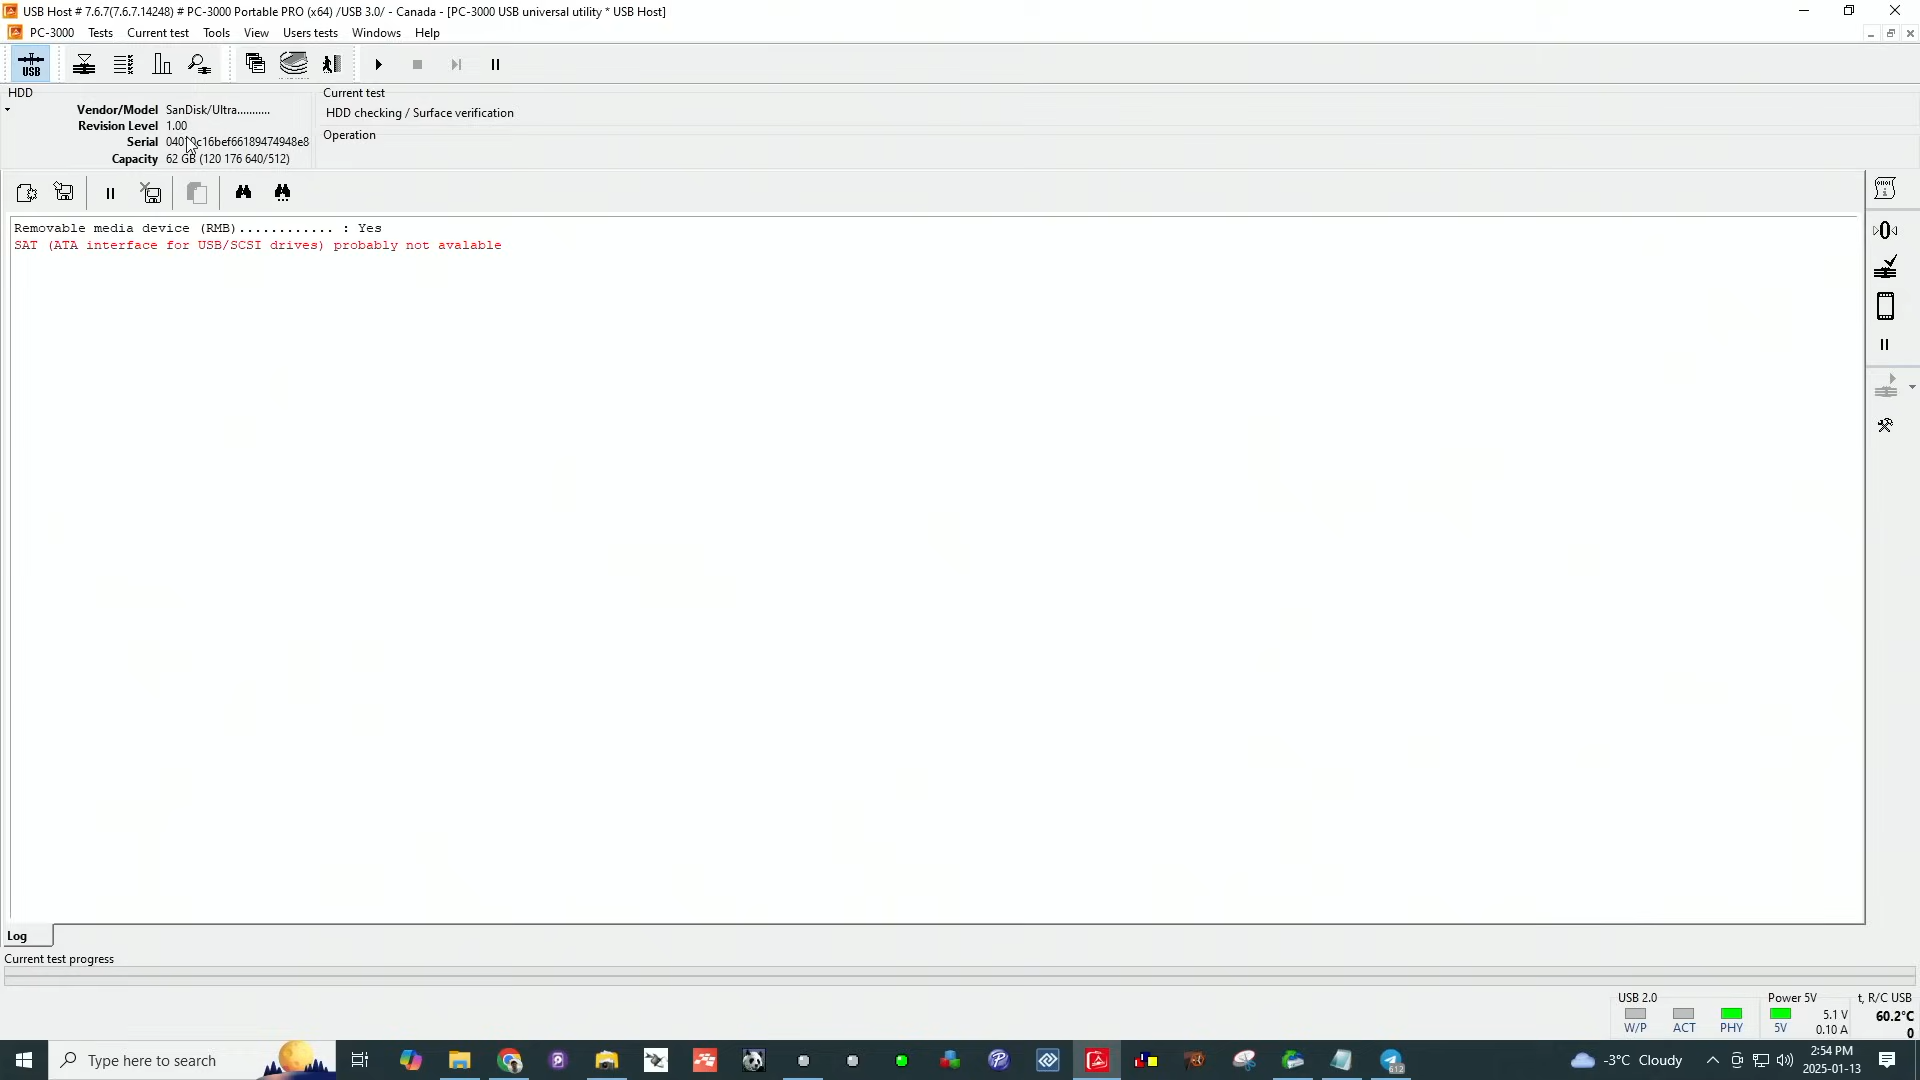 USB Host # 7.6.7(7.6.7.14248) # PC-3000 Portable PRO (x64) /USB 3.0/ - Canada - [PC-3000 USB universal utility * USB Host]
PC-3000 Tests Current test Tools View Users tests Windows Help
USB
HDD
Vendor/Model SanDisk/Ultra...........
Revision Level 1.00
Serial c16bef66189474948e8
Capacity 62 GB (120 176 640/512)
Current test
HDD checking / Surface verification
Operation
Removable media device (RMB)............ : Yes
SAT (ATA interface for USB/SCSI drives) probably not avalable
Log
Current test progress
USB 2.0
W/P ACT PHY
Power 5V
5V 5.1 V
0.10 A
t, R/C USB
60.2°C
0
Type here to search
612
-3°C Cloudy
2:54 PM
2025-01-13